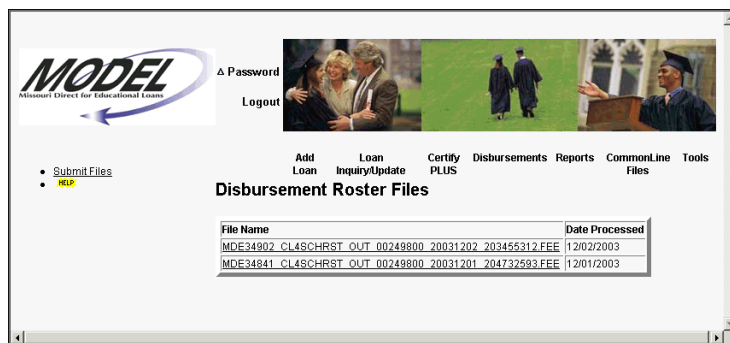 MODEL
Missouri Direct for Educational Loans
Δ Password
Logout
Add Loan
Loan Inquiry/Update
Certify PLUS
Disbursements
Reports
CommonLine Files
Tools
Submit Files
HELP
Disbursement Roster Files
File Name Date Processed
MDE34902_CL4SCHRST_OUT_00249800_20031202_203455312.FEE 12/02/2003
MDE34841_CL4SCHRST_OUT_00249800_20031201_204732593.FEE 12/01/2003